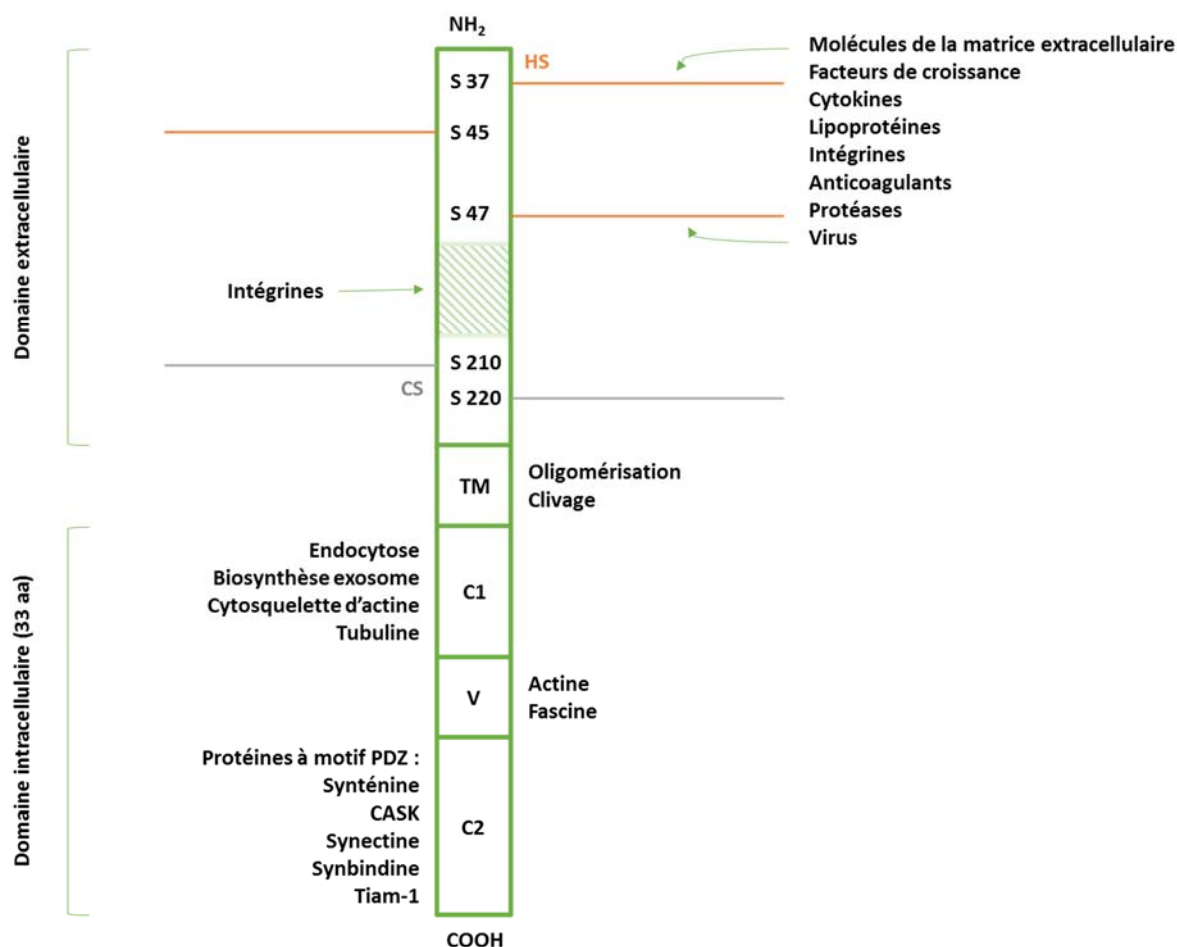 NH2
HS
S 37
S 45
S 47
Molécules de la matrice extracellulaire
Facteurs de croissance
Cytokines
Lipoprotéines
Intégrines
Anticoagulants
Protéases
Virus
Domaine extracellulaire
Intégrines
S 210
CS
S 220
TM
Oligomérisation
Clivage
Domaine intracellulaire (33 aa)
Endocytose
Biosynthèse exosome
Cytosquelette d'actine
Tubuline
C1
V
Actine
Fascine
Protéines à motif PDZ :
Synténine
CASK
Synectine
Synbindine
Tiam-1
C2
COOH